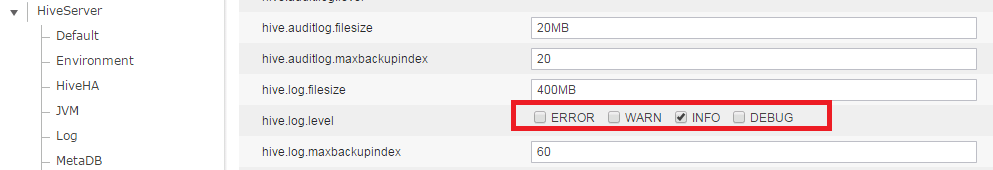 HiveServer
Default
Environment
HiveHA
JVM
Log
MetaDB
hive.auditlog.filesize 20MB
hive.auditlog.maxbackupindex 20
hive.log.filesize 400MB
hive.log.level ERROR WARN INFO DEBUG
hive.log.maxbackupindex 60